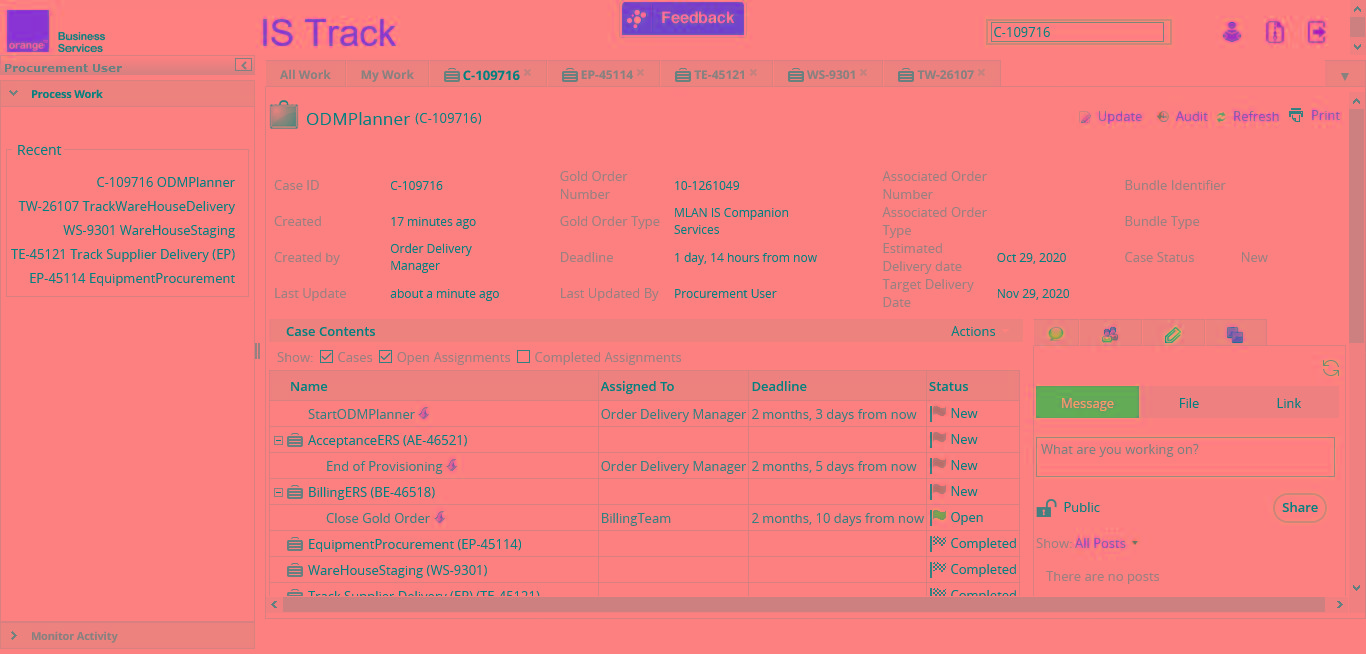 orange
Business
Services
IS Track
Feedback
C-109716
Procurement User
Process Work
Recent
C-109716 ODMPlanner
TW-26107 TrackWareHouseDelivery
WS-9301 WareHouseStaging
TE-45121 Track Supplier Delivery (EP)
EP-45114 EquipmentProcurement
Monitor Activity
All Work My Work C-109716 EP-45114 TE-45121 WS-9301 TW-26107
ODMPlanner (C-109716)
Update Audit Refresh Print
Case ID C-109716 Gold Order Number 10-1261049 Associated Order Number Bundle Identifier
Created 17 minutes ago Gold Order Type MLAN IS Companion Services Associated Order Type Bundle Type
Created by Order Delivery Manager Deadline 1 day, 14 hours from now Estimated Delivery date Oct 29, 2020 Case Status New
Last Update about a minute ago Last Updated By Procurement User Target Delivery Date Nov 29, 2020
Case Contents Actions
Show: Cases Open Assignments Completed Assignments
Name Assigned To Deadline Status
StartODMPlanner Order Delivery Manager 2 months, 3 days from now New
AcceptanceERS (AE-46521) New
End of Provisioning Order Delivery Manager 2 months, 5 days from now New
BillingERS (BE-46518) New
Close Gold Order BillingTeam 2 months, 10 days from now Open
EquipmentProcurement (EP-45114) Completed
WareHouseStaging (WS-9301) Completed
Track Supplier Delivery (EP) (TE-45121) Completed
Message File Link
What are you working on?
Public Share
Show: All Posts
There are no posts